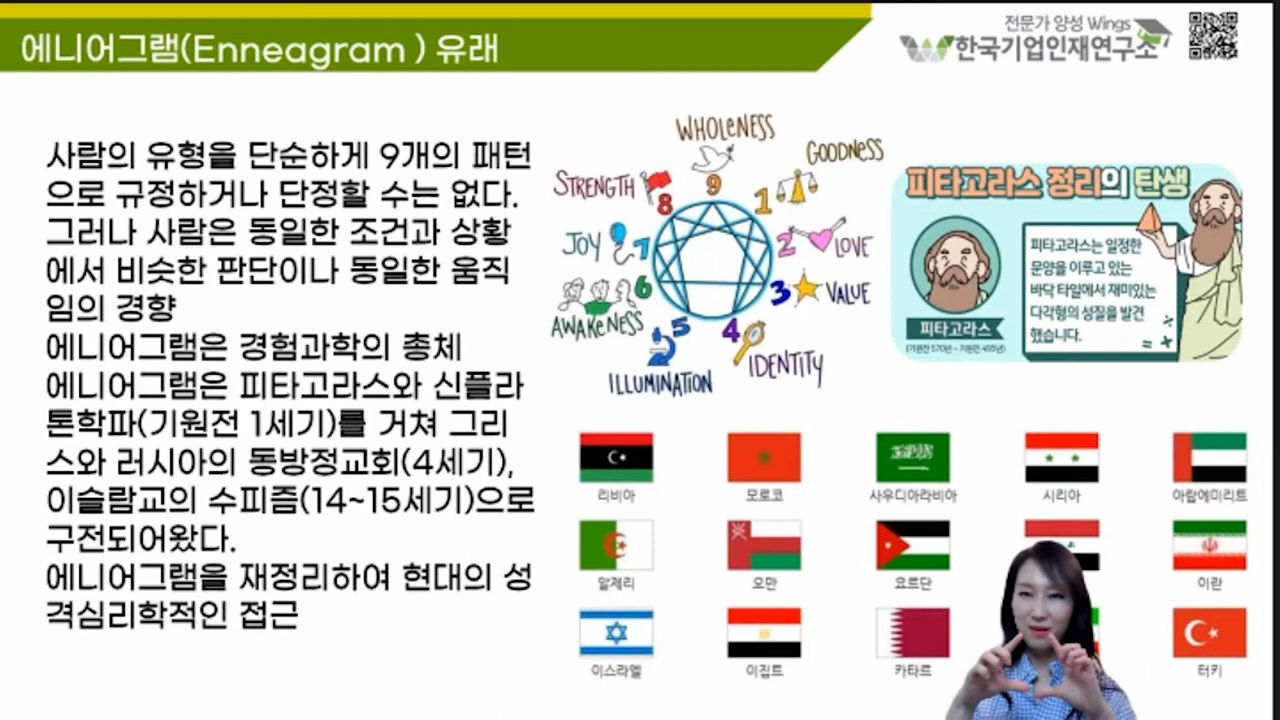 에니어그램(Enneagram ) 유래
전문가 양성 Wings
한국기업인재연구소
사람의 유형을 단순하게 9개의 패턴
으로 규정하거나 단정할 수는 없다.
그러나 사람은 동일한 조건과 상황
에서 비슷한 판단이나 동일한 움직
임의 경향
에니어그램은 경험과학의 총체
에니어그램은 피타고라스와 신플라
톤학파(기원전 1세기)를 거쳐 그리
스와 러시아의 동방정교회(4세기),
이슬람교의 수피즘(14~15세기)으로
구전되어왔다.
에니어그램을 재정리하여 현대의 성
격심리학적인 접근
WHOLENESS
9
GOODNESS
1
STRENGTH
8
JOY
7
2
LOVE
6
AWAKENESS
3
VALUE
5
ILLUMINATION
4
IDENTITY
피타고라스 정리의 탄생
피타고라스는 일정한
문양을 이루고 있는
바닥 타일에서 재미있는
다각형의 성질을 발견
했습니다.
피타고라스
(기원전 570년 ~ 기원전 495년)
리비아
모로코
사우디아라비아
시리아
아랍에미리트
알제리
오만
요르단
이란
이스라엘
이집트
카타르
터키